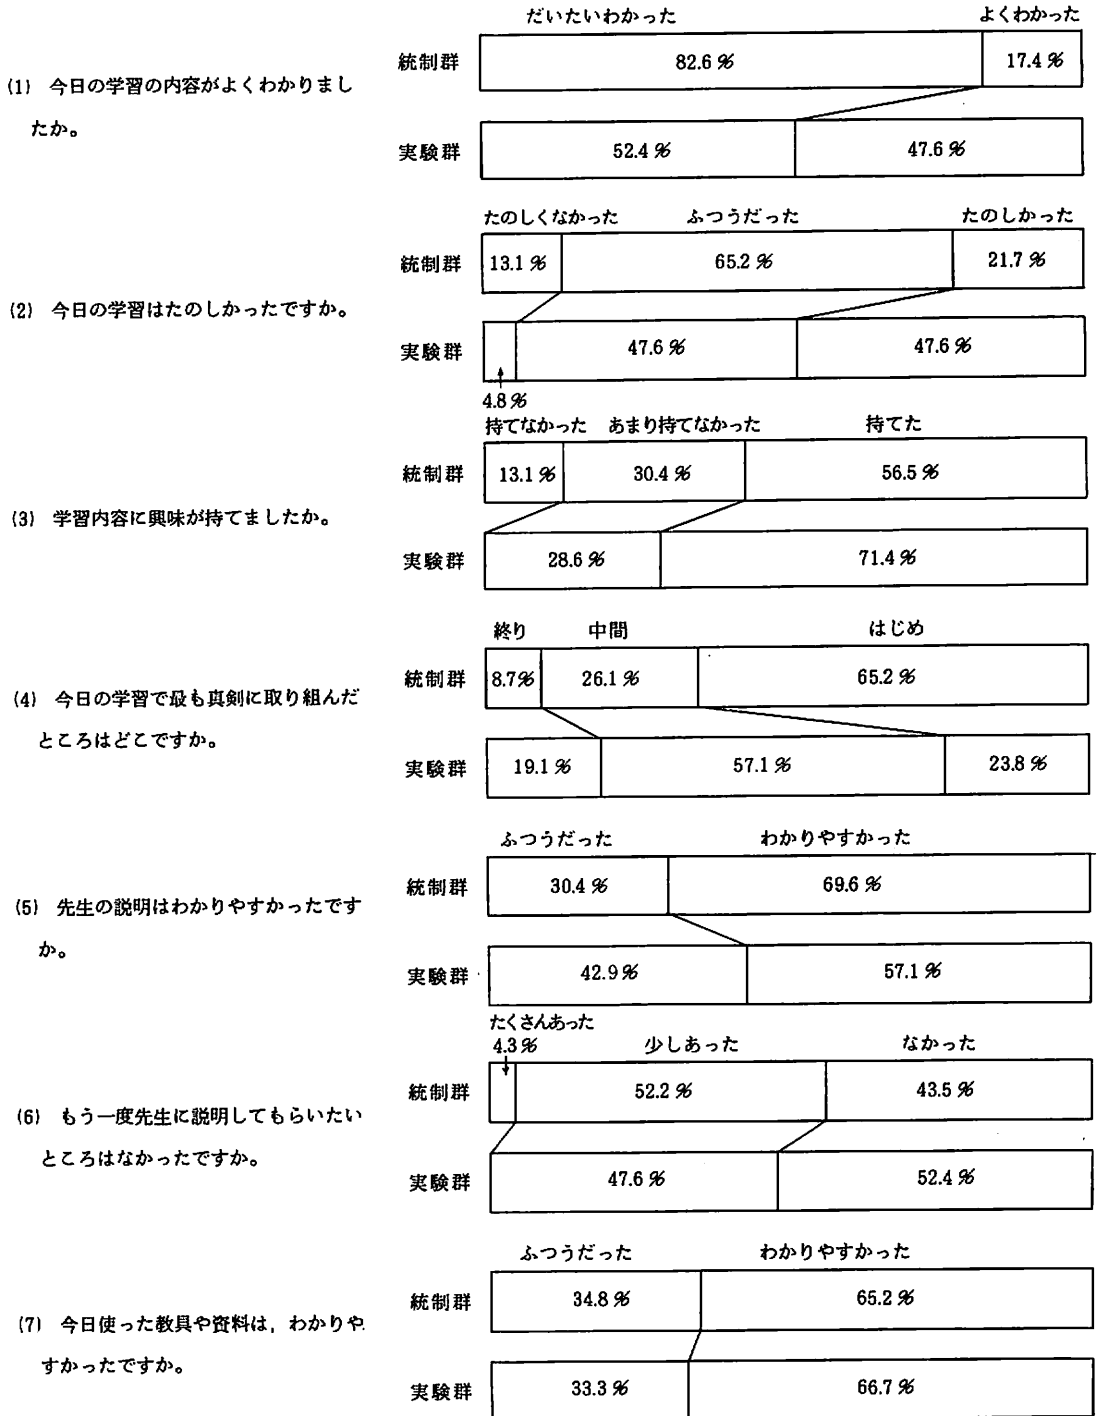 だいたいわかった よくわかった
(1) 今日の学習の内容がよくわかりまし
たか。
統制群 82.6% 17.4%
実験群 52.4% 47.6%
たのしくなかった ふつうだった たのしかった
(2) 今日の学習はたのしかったですか。
統制群 13.1% 65.2% 21.7%
実験群 47.6% 47.6%
4.8%
持てなかった あまり持てなかった 持てた
(3) 学習内容に興味が持てましたか。
統制群 13.1% 30.4% 56.5%
実験群 28.6% 71.4%
終り 中間 はじめ
(4) 今日の学習で最も真剣に取り組んだ
ところはどこですか。
統制群 8.7% 26.1% 65.2%
実験群 19.1% 57.1% 23.8%
ふつうだった わかりやすかった
(5) 先生の説明はわかりやすかったです
か。
統制群 30.4% 69.6%
実験群 42.9% 57.1%
たくさんあった
4.3% 少しあった なかった
(6) もう一度先生に説明してもらいたい
ところはなかったですか。
統制群 52.2% 43.5%
実験群 47.6% 52.4%
ふつうだった わかりやすかった
(7) 今日使った教具や資料は，わかりや
すかったですか。
統制群 34.8% 65.2%
実験群 33.3% 66.7%